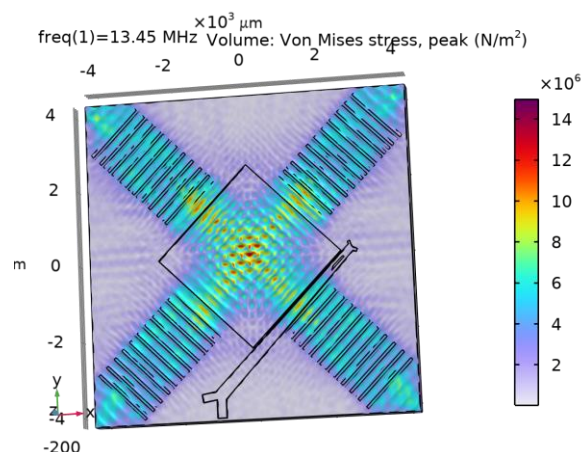 ×10³ μm
freq(1)=13.45 MHz Volume: Von Mises stress, peak (N/m²)
-4 -2 0 2 4
×10⁶
4
2
0
-2
-4
-200
m
y
z
x
14
12
10
8
6
4
2